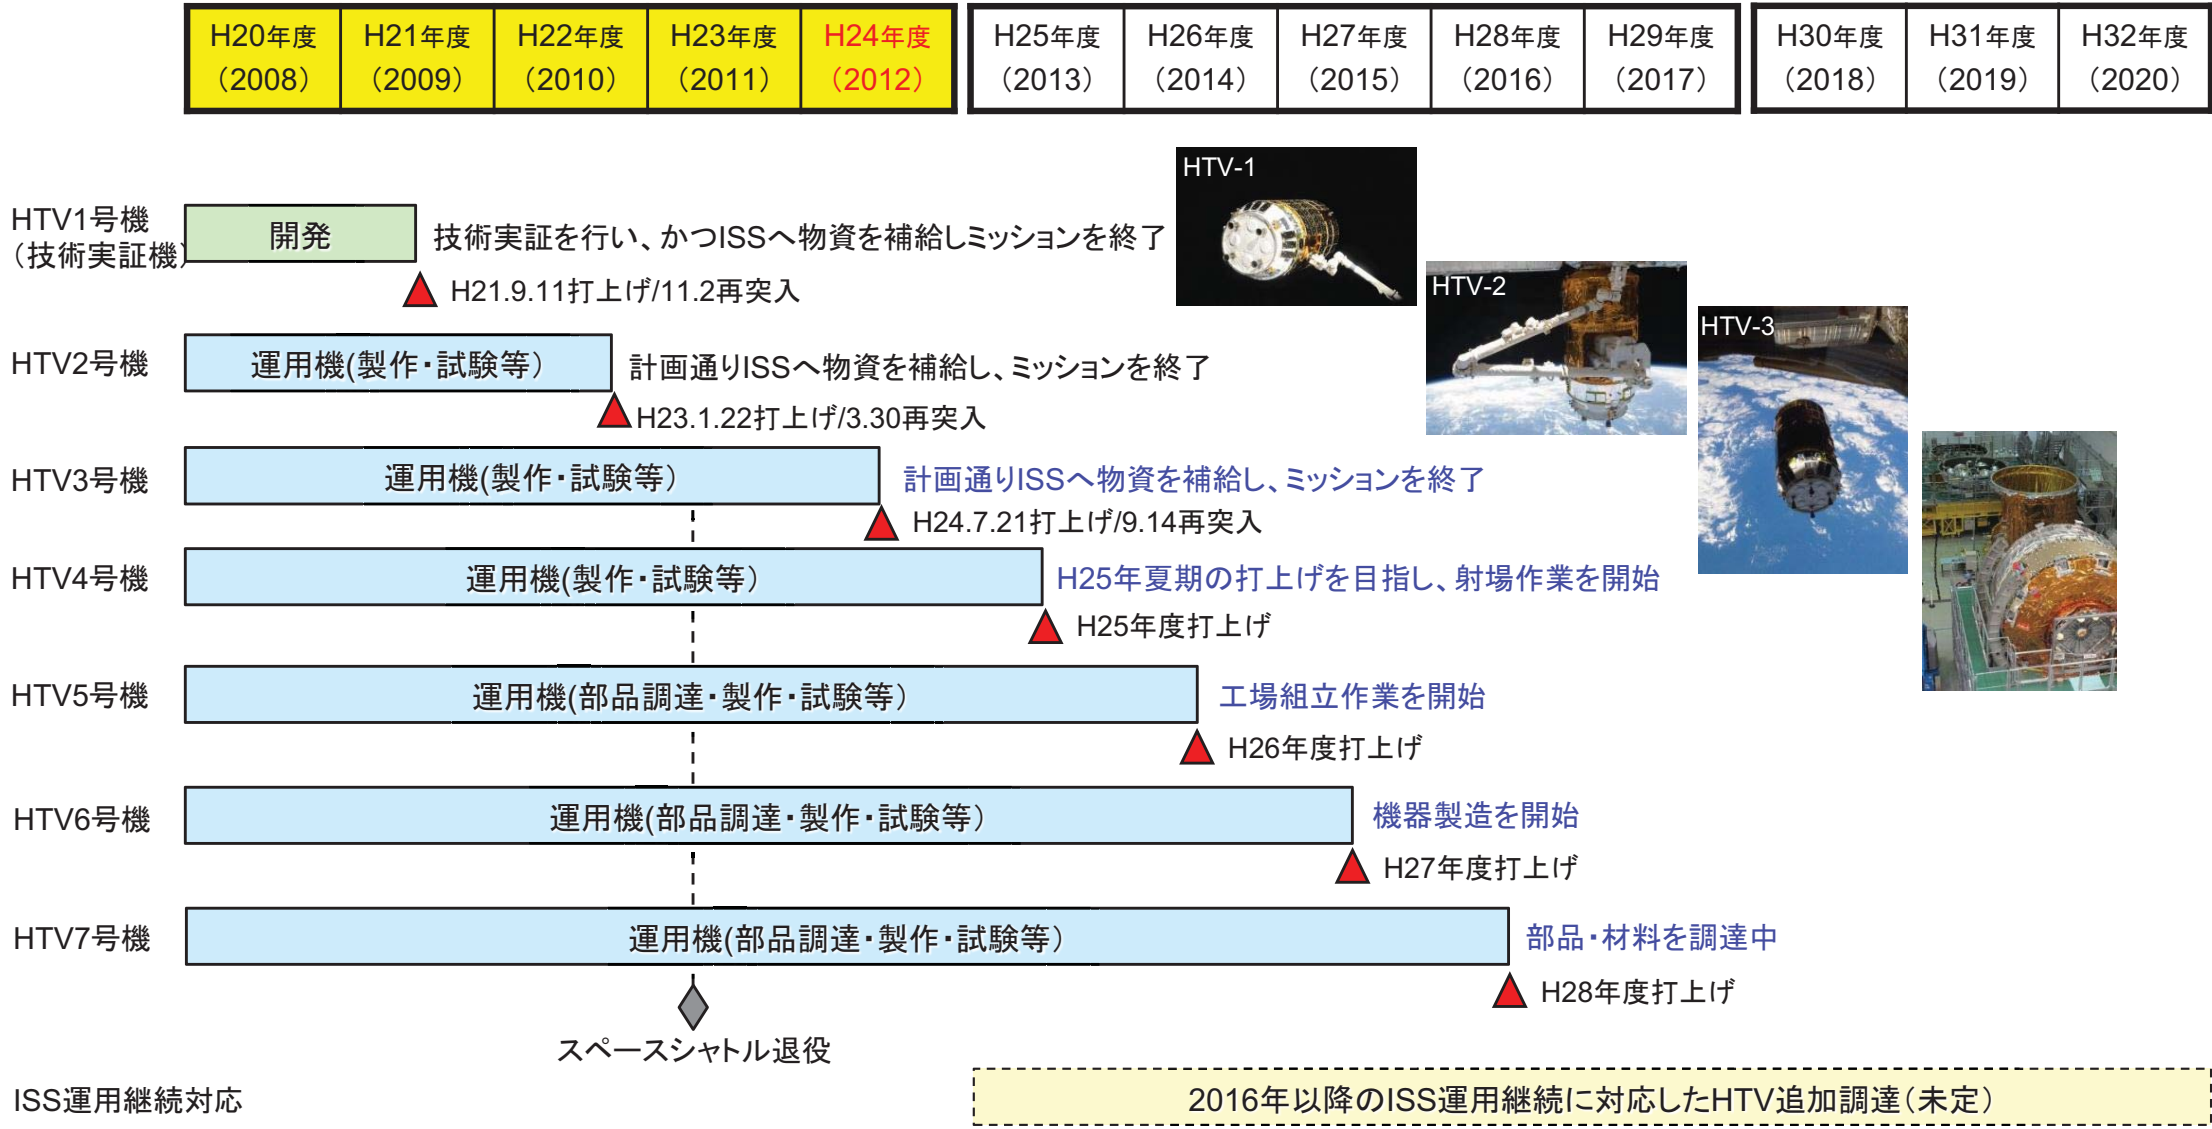 H20年度 H21年度 H22年度 H23年度 H24年度 H25年度 H26年度 H27年度 H28年度 H29年度 H30年度 H31年度 H32年度
（2008） （2009） （2010） （2011） （2012） （2013） （2014） （2015） （2016） （2017） （2018） （2019） （2020）
HTV-1
HTV1号機
（技術実証機）
開発
技術実証を行い、かつISSへ物資を補給しミッションを終了
H21.9.11打上げ/11.2再突入
HTV-2
HTV-3
HTV2号機
運用機(製作・試験等）
計画通りISSへ物資を補給し、ミッションを終了
H23.1.22打上げ/3.30再突入
HTV3号機
運用機(製作・試験等）
計画通りISSへ物資を補給し、ミッションを終了
H24.7.21打上げ/9.14再突入
HTV4号機
運用機(製作・試験等）
H25年夏期の打上げを目指し、射場作業を開始
H25年度打上げ
HTV5号機
運用機(部品調達・製作・試験等）
工場組立作業を開始
H26年度打上げ
HTV6号機
運用機(部品調達・製作・試験等）
機器製造を開始
H27年度打上げ
HTV7号機
運用機(部品調達・製作・試験等）
部品・材料を調達中
H28年度打上げ
スペースシャトル退役
ISS運用継続対応
2016年以降のISS運用継続に対応したHTV追加調達（未定）